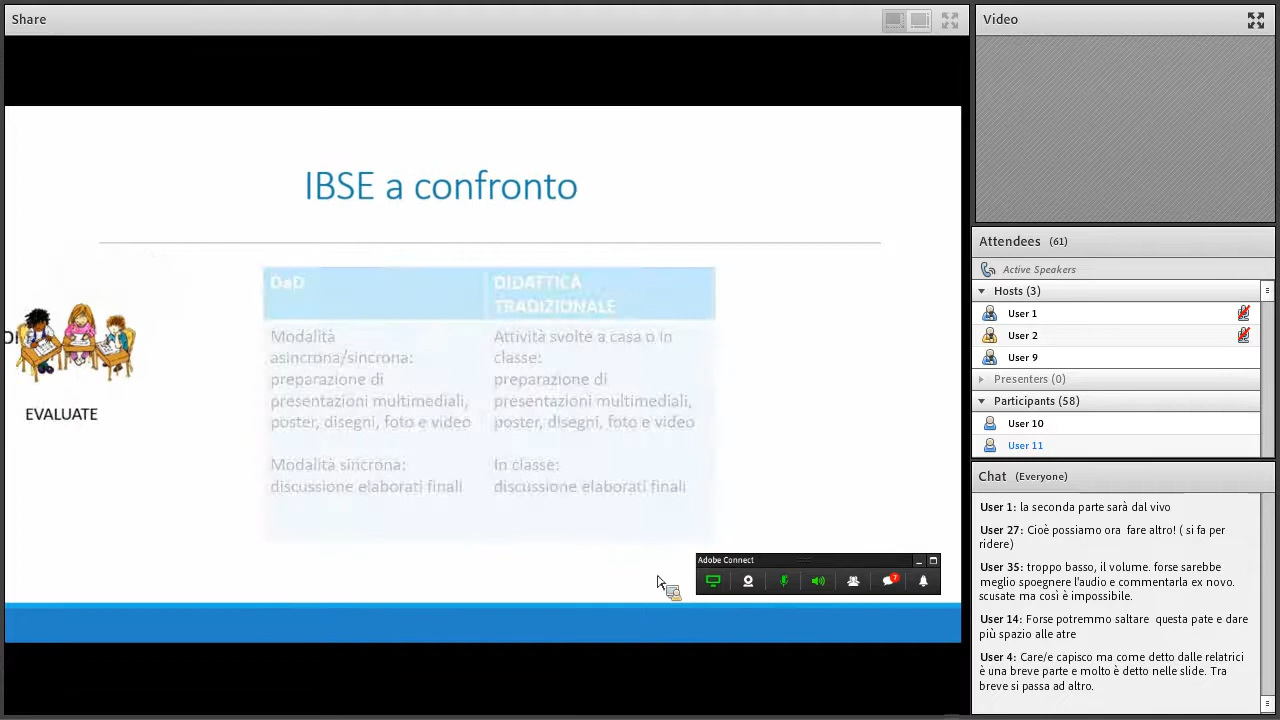 Share
Video
IBSE a confronto
DaD
DIDATTICA
TRADIZIONALE
Modalità
asincrona/sincrona:
preparazione di
presentazioni multimediali,
poster, disegni, foto e video
Modalità sincrona:
discussione elaborati finali
Attività svolte a casa o in
classe:
preparazione di
presentazioni multimediali,
poster, disegni, foto e video
In classe:
discussione elaborati finali
EVALUATE
Adobe Connect
7
Attendees (61)
Active Speakers
Hosts (3)
User 1
User 2
User 9
Presenters (0)
Participants (58)
User 10
User 11
Chat (Everyone)
User 1: la seconda parte sarà dal vivo
User 27: Cioè possiamo ora fare altro! ( si fa per
ridere)
User 35: troppo basso, il volume. forse sarebbe
meglio spoegnere l'audio e commentarla ex novo.
scusate ma così è impossibile.
User 14: Forse potremmo saltare questa pate e dare
più spazio alle atre
User 4: Care/e capisco ma come detto dalle relatrici
è una breve parte e molto è detto nelle slide. Tra
breve si passa ad altro.